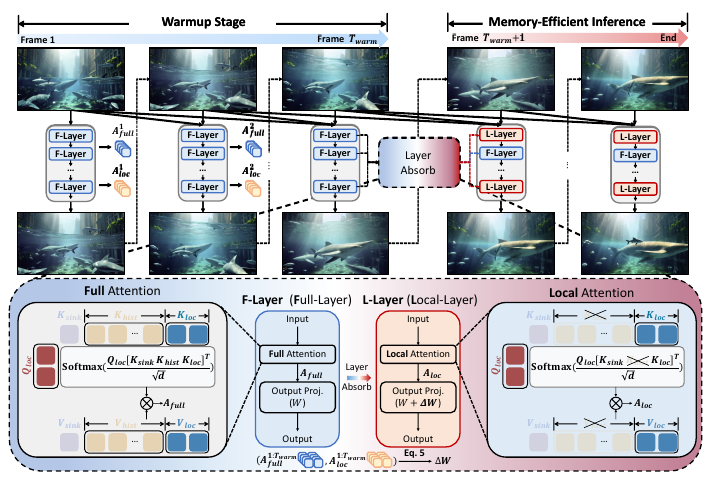 Warmup Stage
Memory-Efficient Inference
Frame 1
Frame T_warm
Frame T_warm+1
End
F-Layer
F-Layer
...
F-Layer
A^1_full
A^1_loc
F-Layer
F-Layer
...
F-Layer
A^2_full
A^2_loc
F-Layer
F-Layer
...
F-Layer
Layer
Absorb
L-Layer
F-Layer
...
L-Layer
L-Layer
F-Layer
...
L-Layer
Full Attention
K_sink K_hist K_loc
...
Q_loc
Softmax(Q_loc[K_sink K_hist K_loc]^T / √d)
A_full
V_sink V_hist V_loc
...
F-Layer (Full-Layer)
Input
Full Attention
A_full
Output Proj.
(W)
Output
Layer
Absorb
L-Layer (Local-Layer)
Input
Local Attention
A_loc
Output Proj.
(W + ΔW)
Output
(A^{1:T_warm}_full, A^{1:T_warm}_loc) Eq. 5 → ΔW
Local Attention
K_sink K_loc
...
Q_loc
Softmax(Q_loc[K_sink K_loc]^T / √d)
A_loc
V_sink V_loc
...